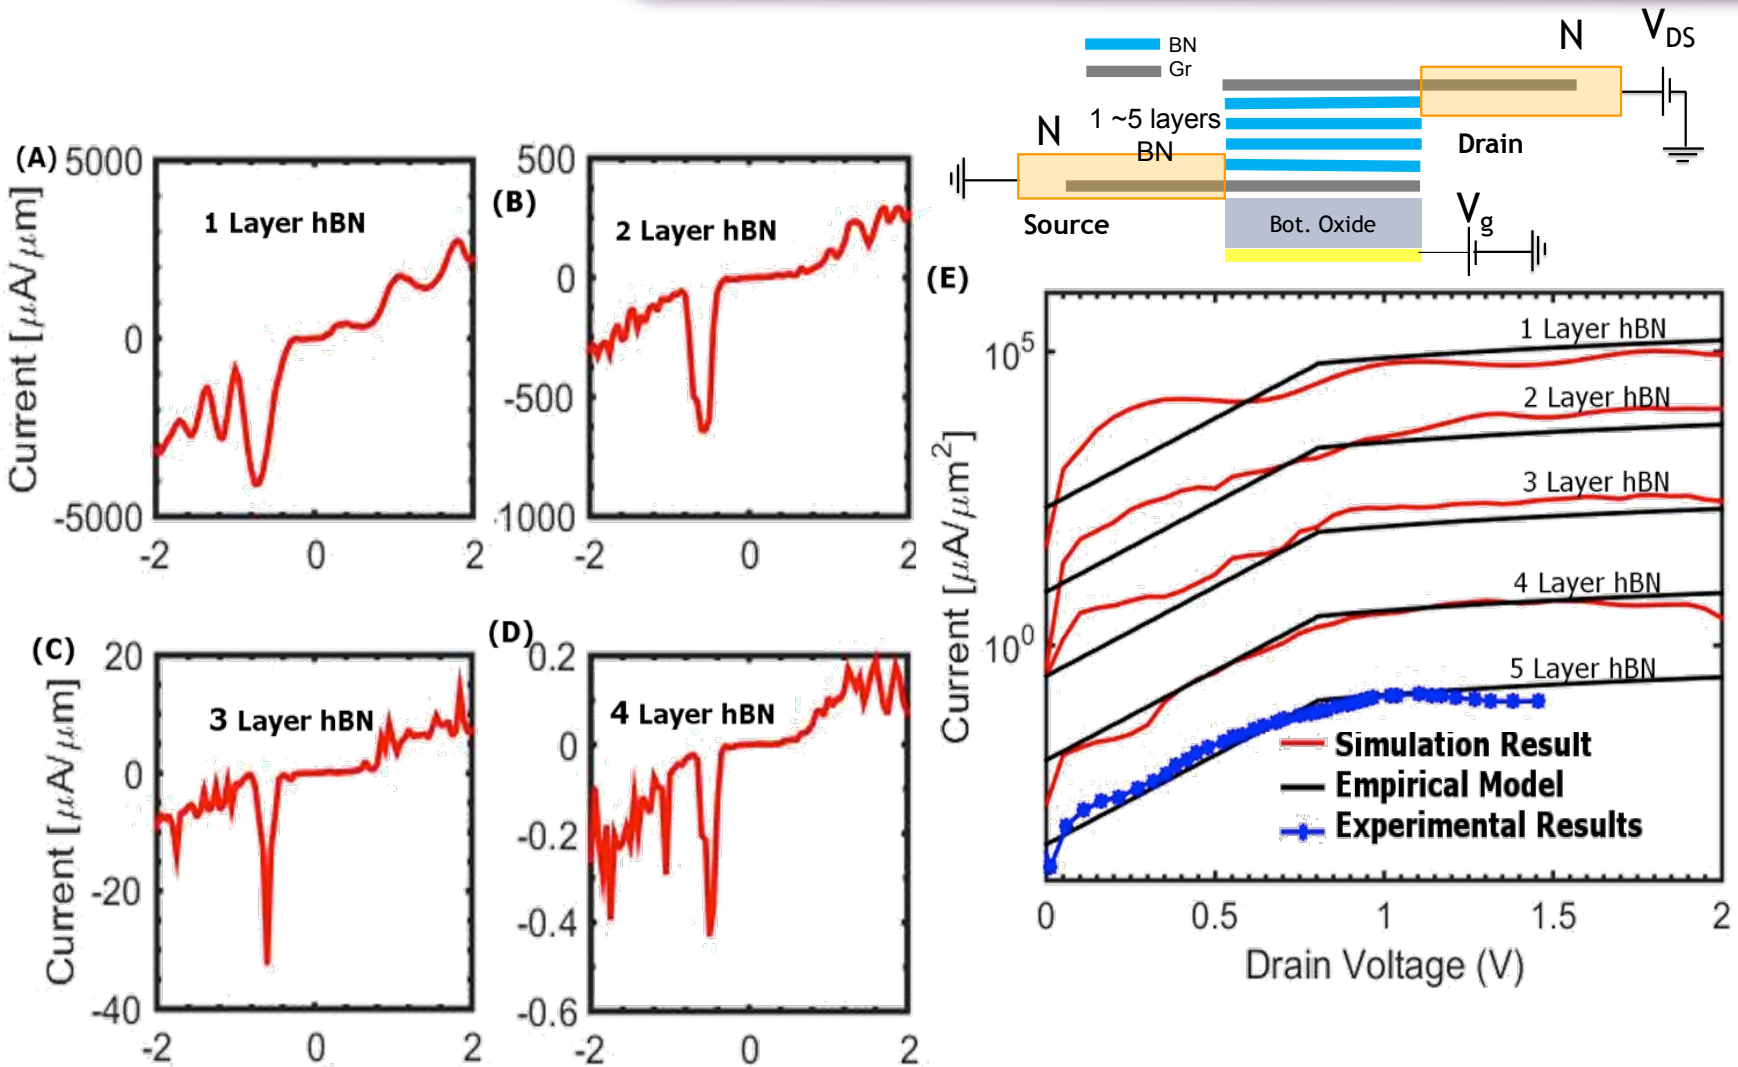 BN
Gr
N
V_DS
N
1 ~5 layers
BN
Drain
Source
Bot. Oxide
V_g
(A)
5000
0
-5000
-2
0
2
Current [μA/μm]
1 Layer hBN
(B)
500
0
-500
-1000
-2
0
2
2 Layer hBN
(C)
20
0
-20
-40
-2
0
2
Current [μA/μm]
3 Layer hBN
(D)
0.2
0
-0.2
-0.4
-0.6
-2
0
2
4 Layer hBN
(E)
10^5
10^0
Current [μA/μm^2]
1 Layer hBN
2 Layer hBN
3 Layer hBN
4 Layer hBN
5 Layer hBN
Simulation Result
Empirical Model
Experimental Results
0
0.5
1
1.5
2
Drain Voltage (V)